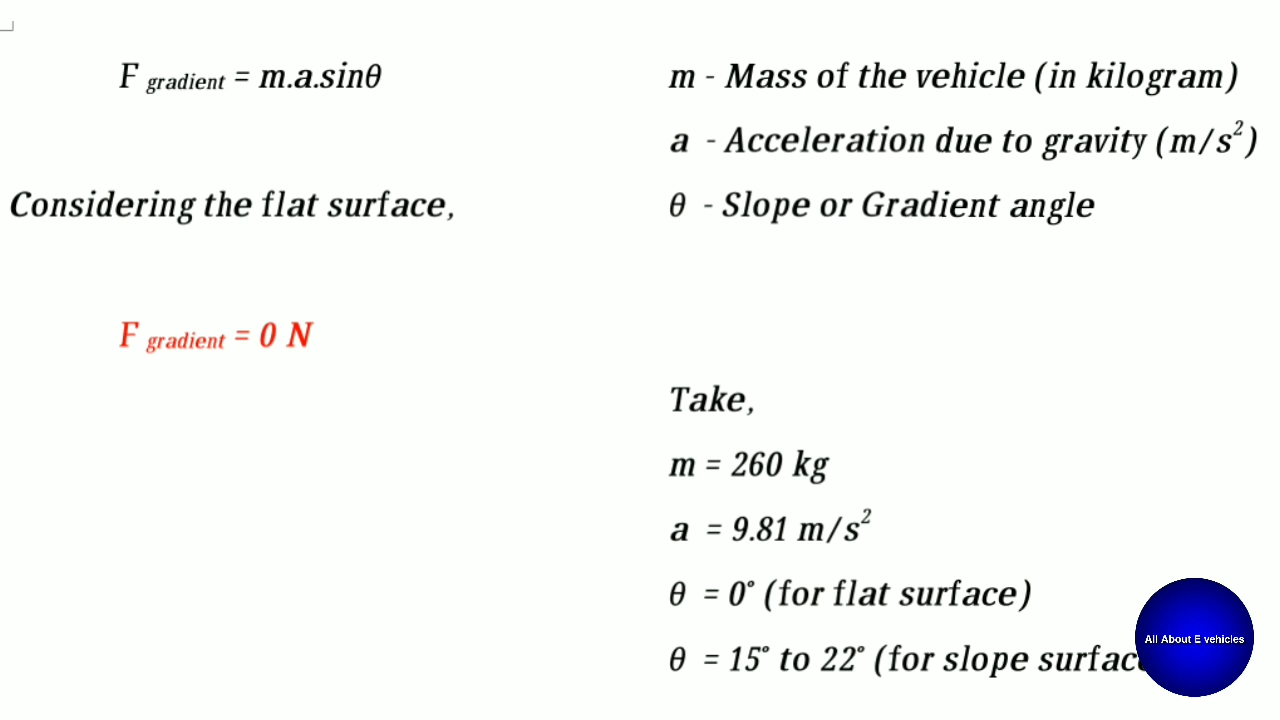 F gradient = m.a.sinθ
Considering the flat surface,
F gradient = 0 N
m - Mass of the vehicle (in kilogram)
a - Acceleration due to gravity (m/s²)
θ - Slope or Gradient angle
Take,
m = 260 kg
a = 9.81 m/s²
θ = 0° (for flat surface)
θ = 15° to 22° (for slope
All About E vehicles